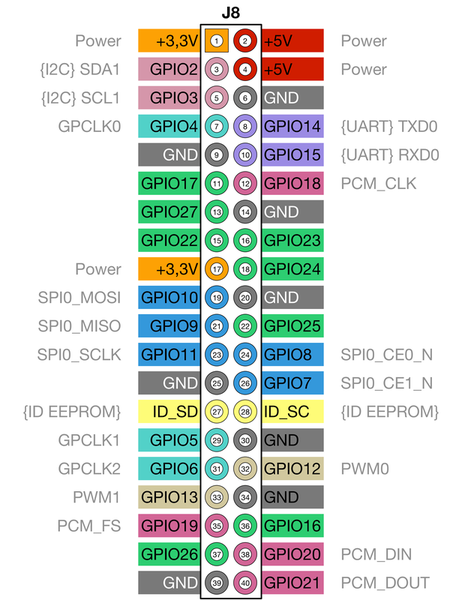 J8
Power +3,3V 1 2 +5V Power
{I2C} SDA1 GPIO2 3 4 +5V Power
{I2C} SCL1 GPIO3 5 6 GND
GPCLK0 GPIO4 7 8 GPIO14 {UART} TXD0
GND 9 10 GPIO15 {UART} RXD0
GPIO17 11 12 GPIO18 PCM_CLK
GPIO27 13 14 GND
GPIO22 15 16 GPIO23
Power +3,3V 17 18 GPIO24
SPI0_MOSI GPIO10 19 20 GND
SPI0_MISO GPIO9 21 22 GPIO25
SPI0_SCLK GPIO11 23 24 GPIO8 SPI0_CE0_N
GND 25 26 GPIO7 SPI0_CE1_N
{ID EEPROM} ID_SD 27 28 ID_SC {ID EEPROM}
GPCLK1 GPIO5 29 30 GND
GPCLK2 GPIO6 31 32 GPIO12 PWM0
PWM1 GPIO13 33 34 GND
PCM_FS GPIO19 35 36 GPIO16
GPIO26 37 38 GPIO20 PCM_DIN
GND 39 40 GPIO21 PCM_DOUT